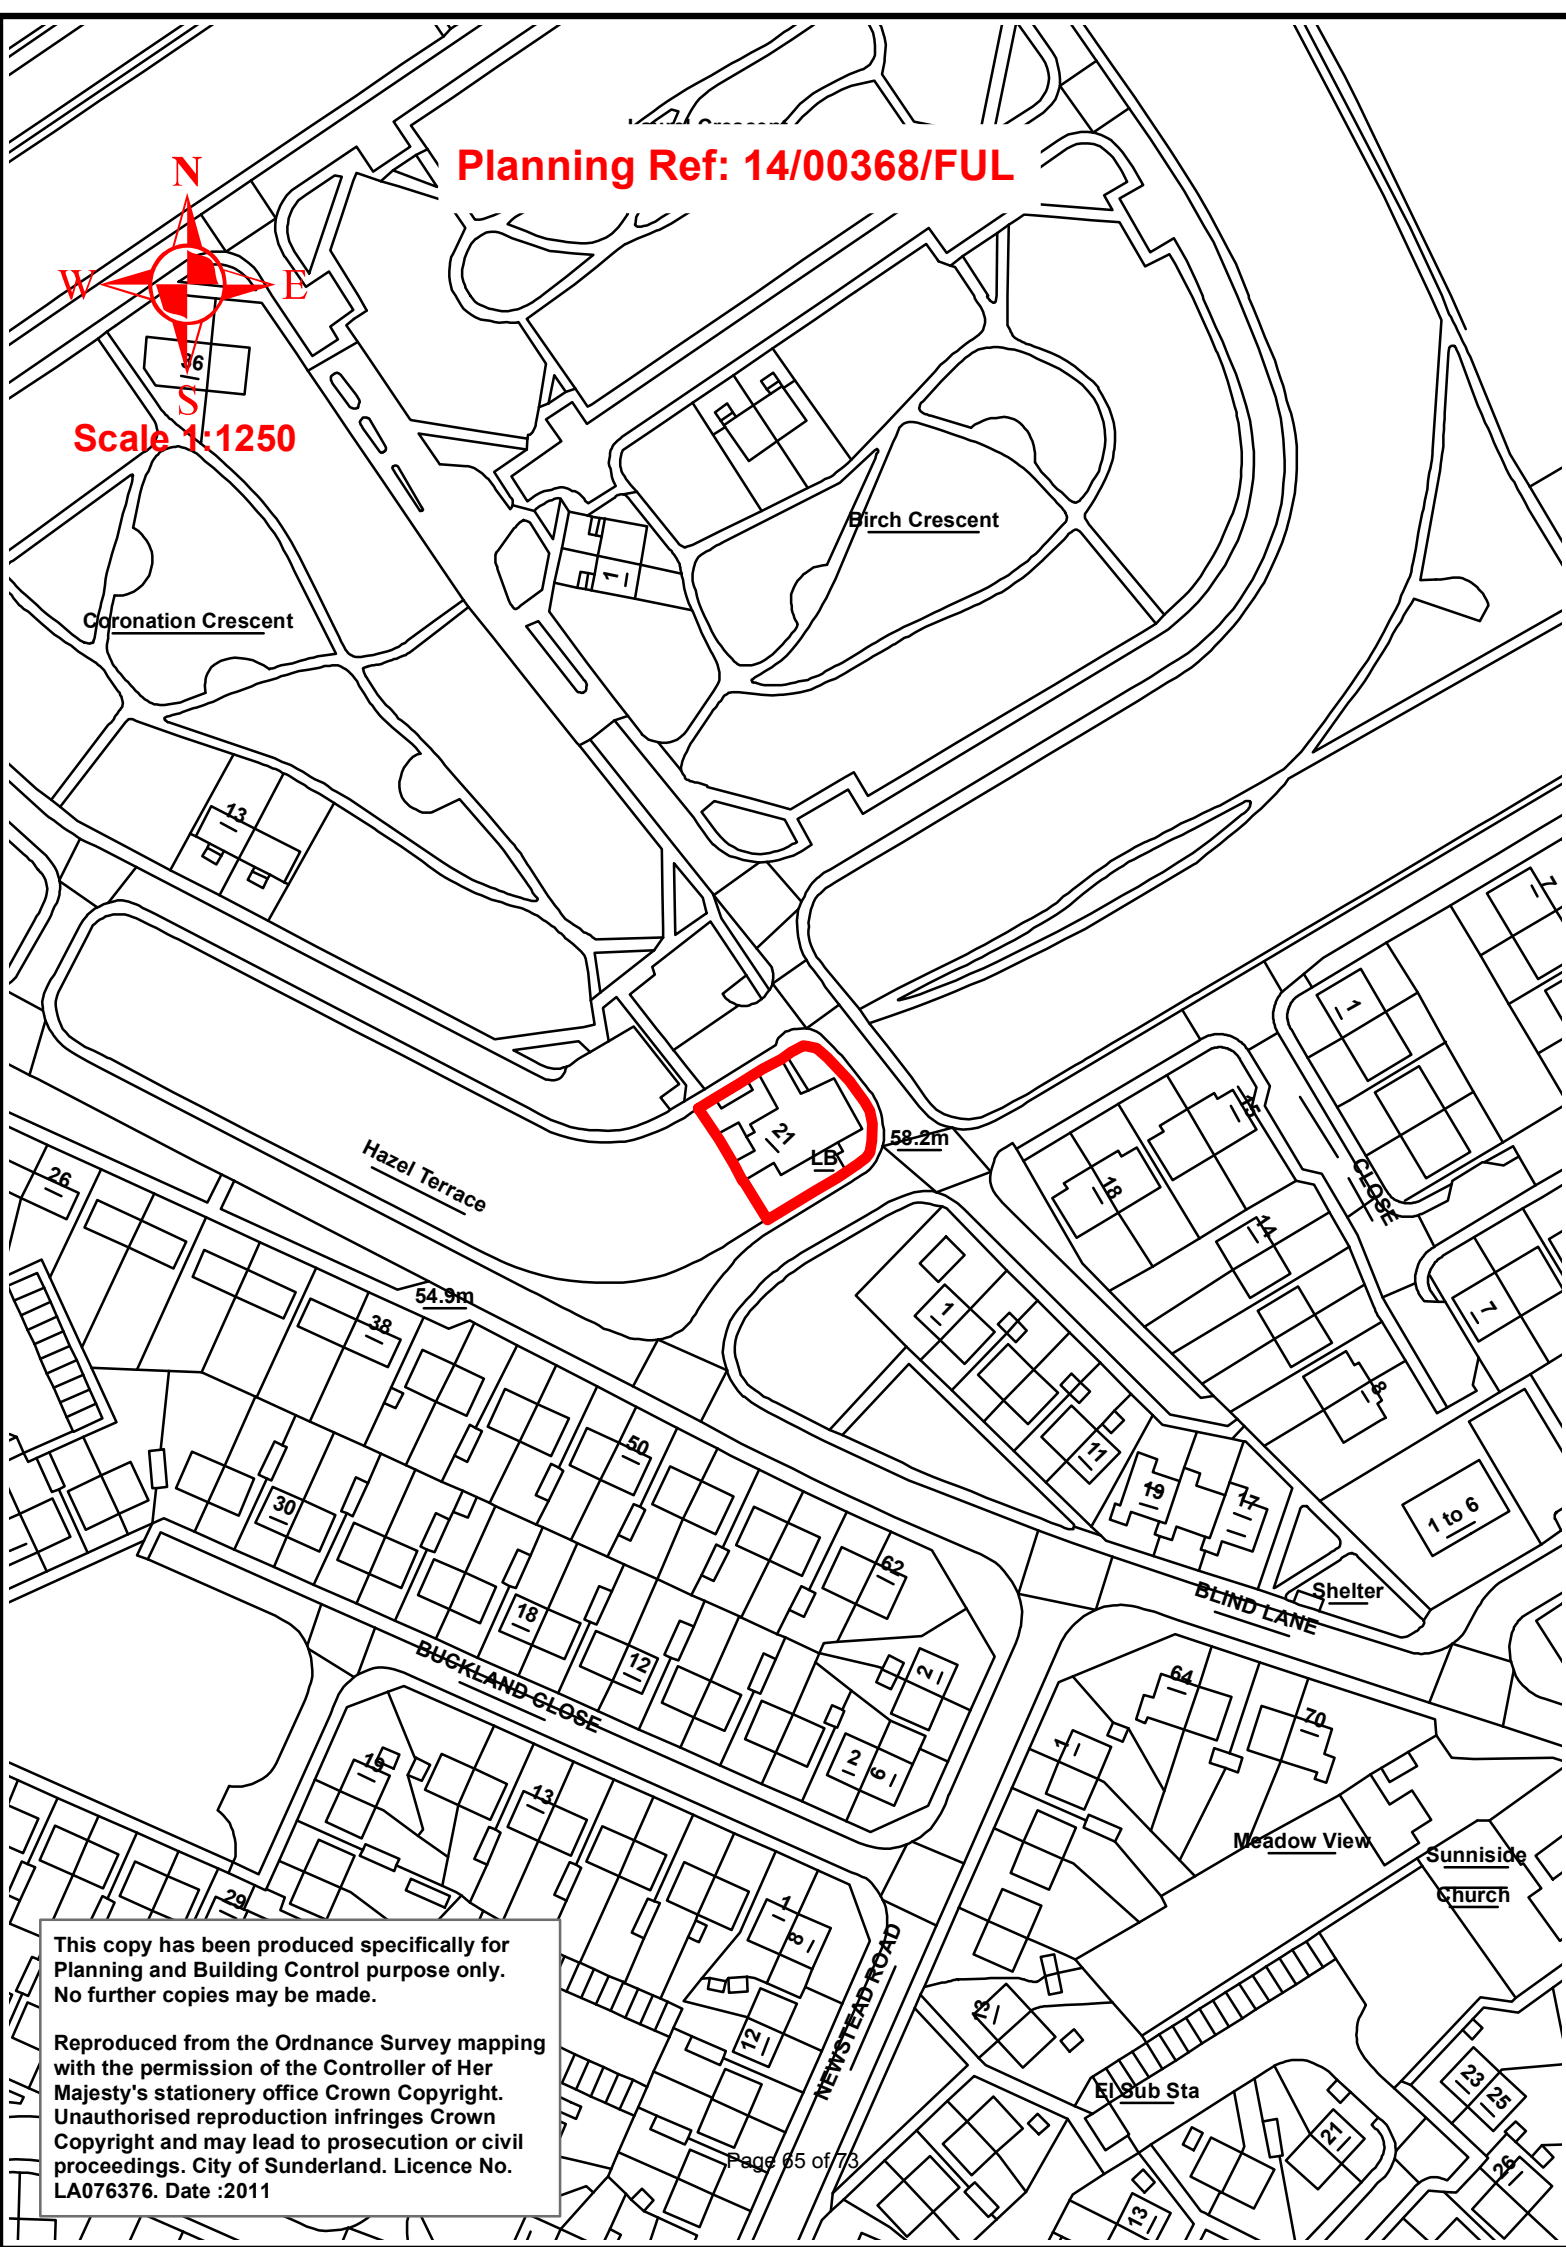 Laurel Crescent
Planning Ref: 14/00368/FUL
N
W
E
S
36
Scale 1:1250
Birch Crescent
1
Coronation Crescent
13
7
1
21
LB
58.2m
15
18
CLOSE
14
Hazel Terrace
26
54.9m
38
1
7
8
50
11
19
17
1 to 6
30
62
BLIND LANE
Shelter
18
12
BUCKLAND CLOSE
2
64
70
1
2
6
19
13
Meadow View
Sunniside
Church
29
1
8
NEWSTEAD ROAD
12
13
El Sub Sta
23
25
21
26
13
This copy has been produced specifically for
Planning and Building Control purpose only.
No further copies may be made.
Reproduced from the Ordnance Survey mapping
with the permission of the Controller of Her
Majesty's stationery office Crown Copyright.
Unauthorised reproduction infringes Crown
Copyright and may lead to prosecution or civil
proceedings. City of Sunderland. Licence No.
LA076376. Date :2011
Page 65 of 73